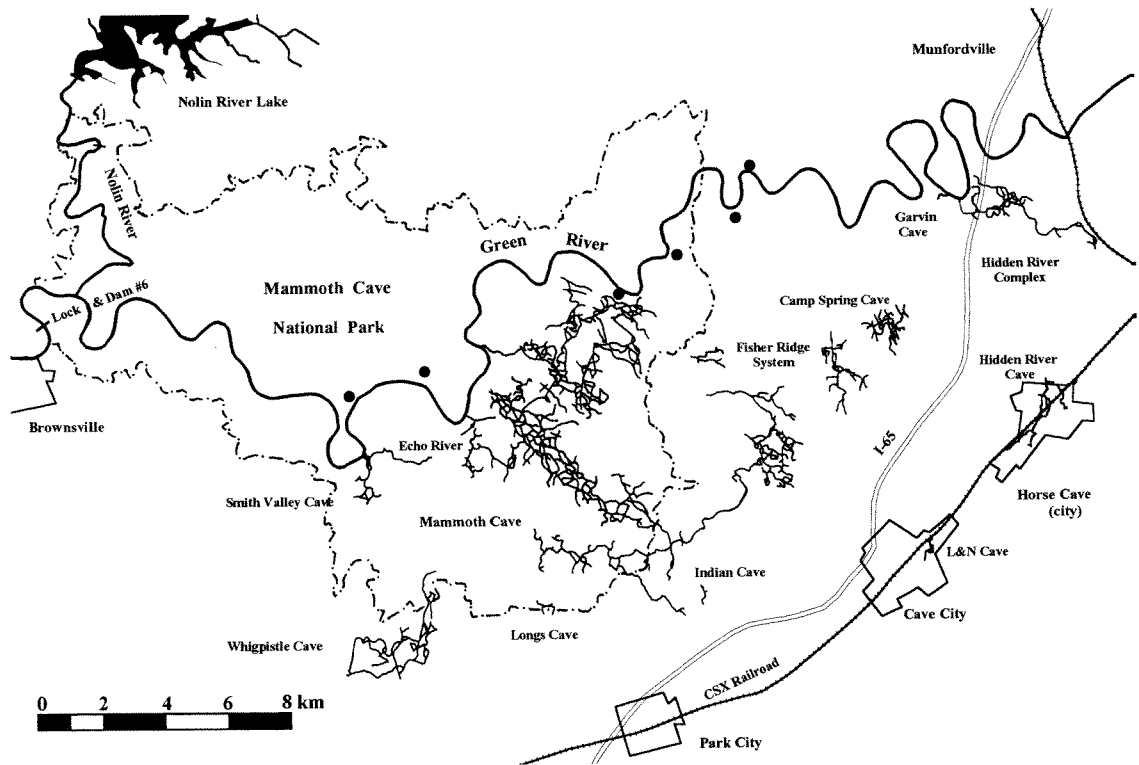 Munfordville
Nolin River Lake
Nolin River
Garvin
Cave
Green River
Hidden River
Complex
Lock & Dam #6
Mammoth Cave
National Park
Camp Spring Cave
Fisher Ridge
System
Hidden River
Cave
Brownsville
Echo River
I-65
Smith Valley Cave
Mammoth Cave
Horse Cave
(city)
L&N Cave
Indian Cave
Cave City
Longs Cave
Whigpistle Cave
CSX Railroad
0 2 4 6 8 km
Park City